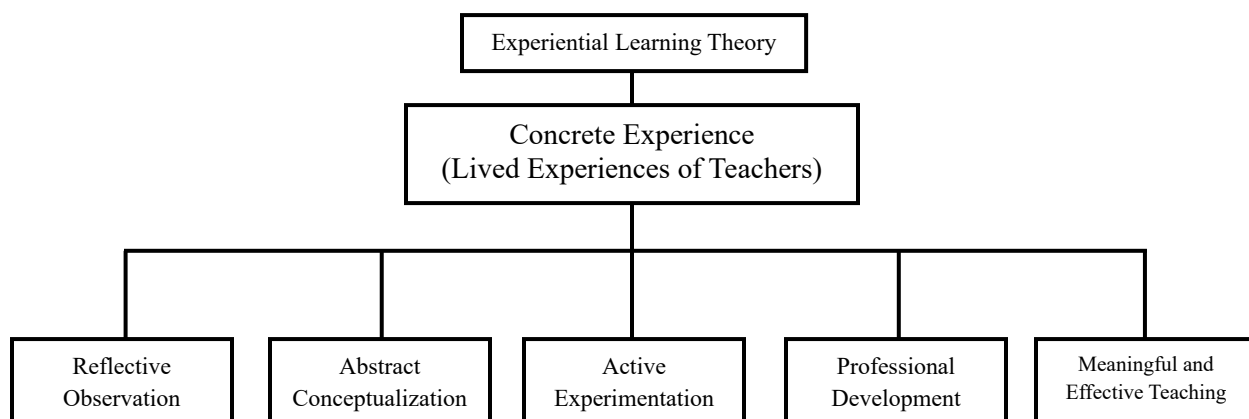 Experiential Learning Theory
Concrete Experience
(Lived Experiences of Teachers)
Reflective
Observation
Abstract
Conceptualization
Active
Experimentation
Professional
Development
Meaningful and
Effective Teaching